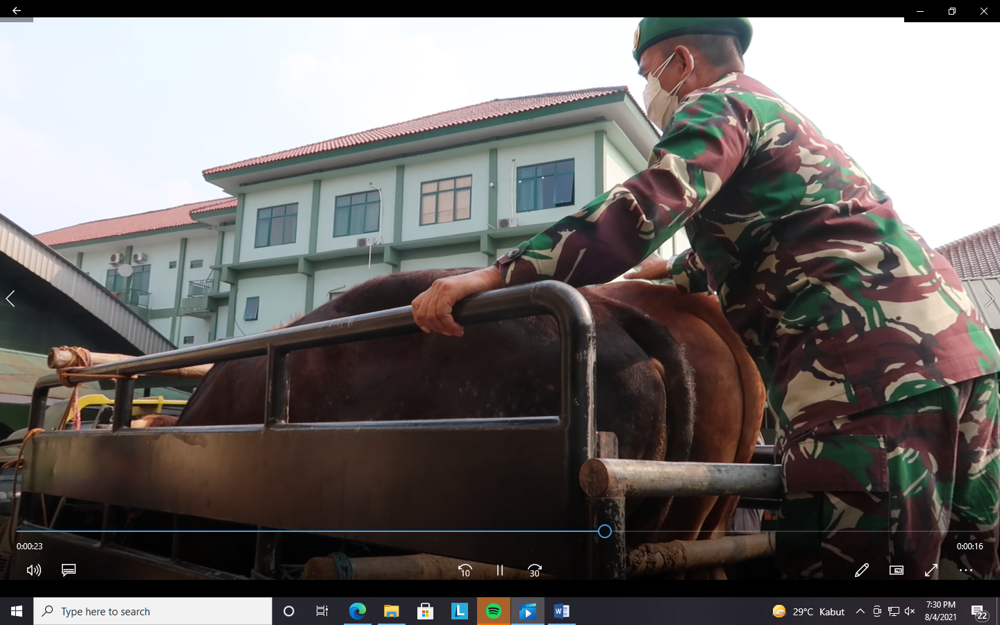 0:00:23
0:00:16
10
30
Type here to search
L
W
29°C Kabut
7:30 PM
8/4/2021
22